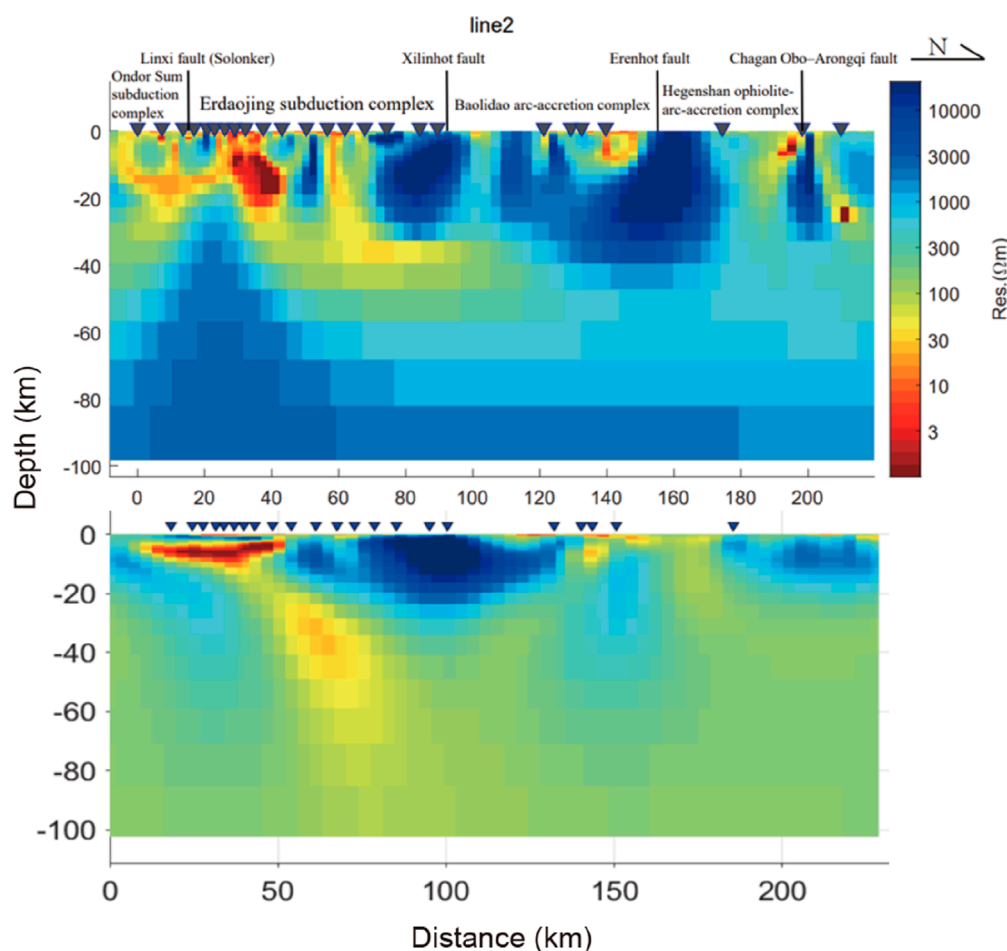 line2
N
Linxi fault (Solonker)
Xilinhot fault
Erenhot fault
Chagan Obo–Arongqi fault
Ondor Sum
subduction
complex
Erdaojing subduction complex
Baolidao arc-accretion complex
Hegenshan ophiolite-
arc-accretion complex
0
-20
-40
-60
-80
-100
0 20 40 60 80 100 120 140 160 180 200
10000
3000
1000
300
100
30
10
3
Res.(Ωm)
Depth (km)
0
-20
-40
-60
-80
-100
0 50 100 150 200
Distance (km)